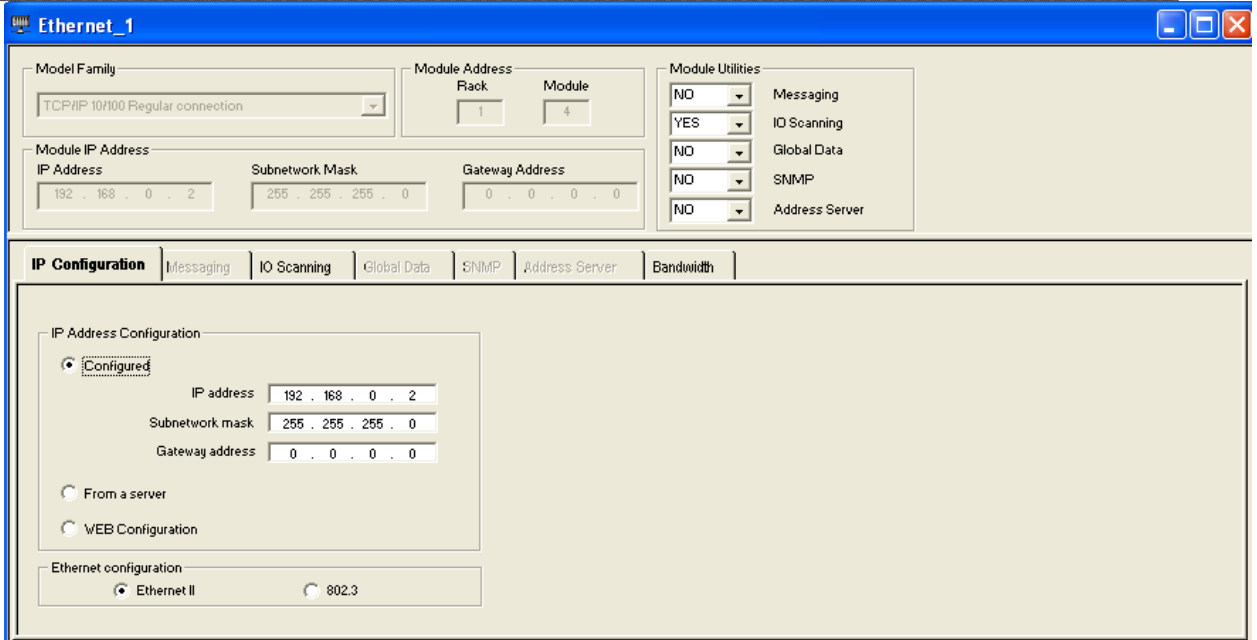 Ethernet_1
Model Family
TCP/IP 10/100 Regular connection
Module Address
Rack Module
1 4
Module IP Address
IP Address Subnetwork Mask Gateway Address
192 . 168 . 0 . 2 255 . 255 . 255 . 0 0 . 0 . 0 . 0
Module Utilities
NO Messaging
YES IO Scanning
NO Global Data
NO SNMP
NO Address Server
IP Configuration Messaging IO Scanning Global Data SNMP Address Server Bandwidth
IP Address Configuration
Configured
IP address 192 . 168 . 0 . 2
Subnetwork mask 255 . 255 . 255 . 0
Gateway address 0 . 0 . 0 . 0
From a server
WEB Configuration
Ethernet configuration
Ethernet II 802.3